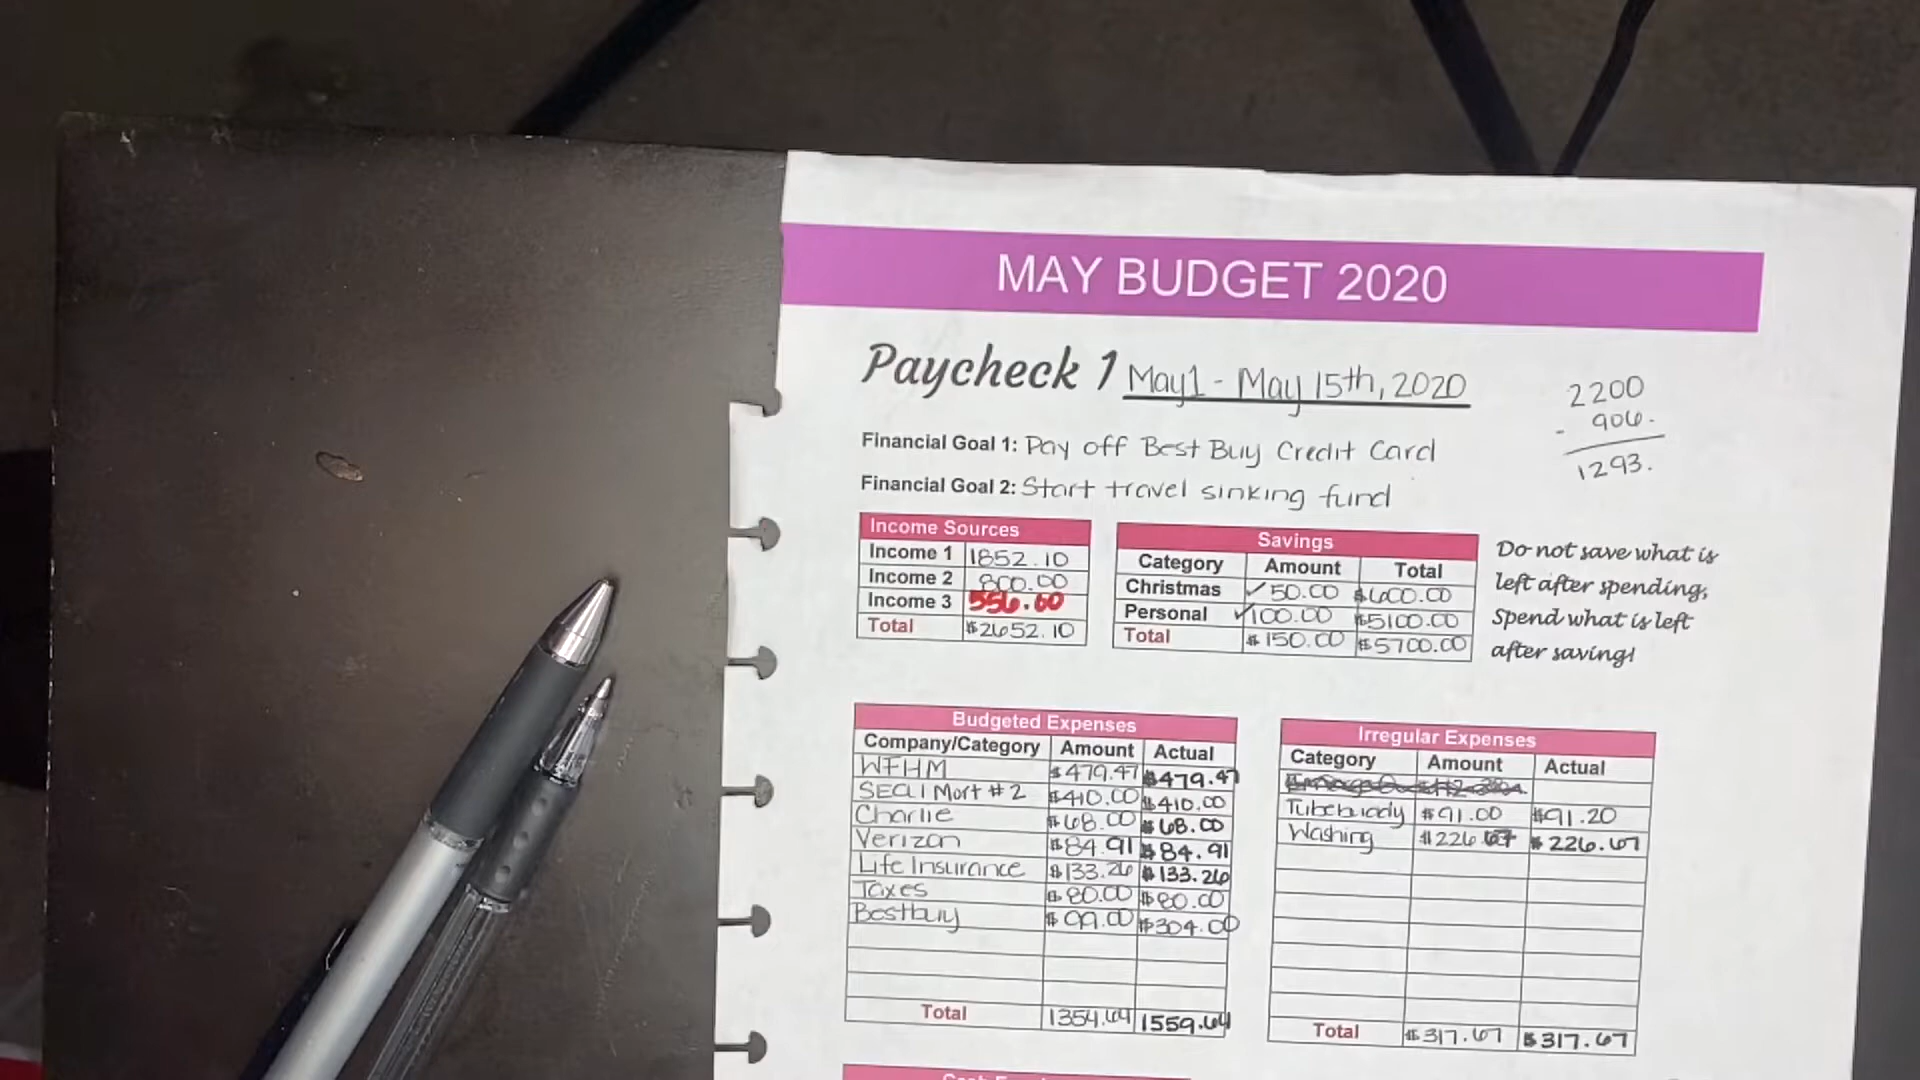 MAY BUDGET 2020
Paycheck 1 May1 - May 15th, 2020
2200
- 906.
1293.
Financial Goal 1: Pay off Best Buy Credit Card
Financial Goal 2: Start travel sinking fund
Income Sources
Income 1 1852.10
Income 2 800.00
Income 3 556.60
Total $2652.10
Savings
Category Amount Total
Christmas ✓50.00 $600.00
Personal ✓100.00 $5100.00
Total $150.00 $5700.00
Do not save what is
left after spending,
Spend what is left
after saving!
Budgeted Expenses
Company/Category Amount Actual
WFHM $479.47 $479.47
SECU Mort #2 $410.00 $410.00
Charlie $68.00 $68.00
Verizon $84.91 $84.91
Life Insurance $133.26 $133.26
Taxes $80.00 $80.00
Bestbuy $99.00 $304.00
Total 1354.64 1559.64
Irregular Expenses
Category Amount Actual
Tubebuddy $91.00 $91.20
Washing $226.67 $226.67
Total $317.67 $317.67